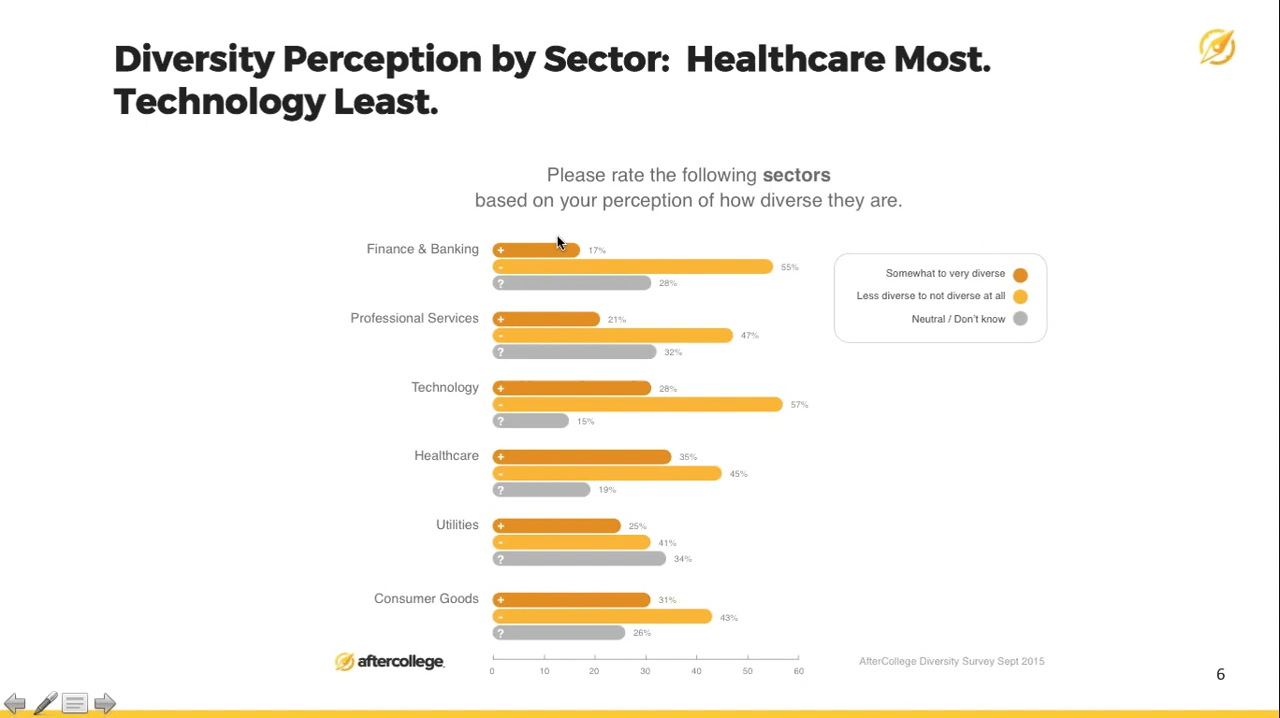 Diversity Perception by Sector:  Healthcare Most.
Technology Least.
Please rate the following sectors
based on your perception of how diverse they are.
Finance & Banking
+ 17%
- 55%
? 28%
Somewhat to very diverse
Less diverse to not diverse at all
Neutral / Don't know
Professional Services
+ 21%
- 47%
? 32%
Technology
+ 28%
- 57%
? 15%
Healthcare
+ 35%
- 45%
? 19%
Utilities
+ 25%
- 41%
? 34%
Consumer Goods
+ 31%
- 43%
? 26%
0 10 20 30 40 50 60
aftercollege
AfterCollege Diversity Survey Sept 2015
6